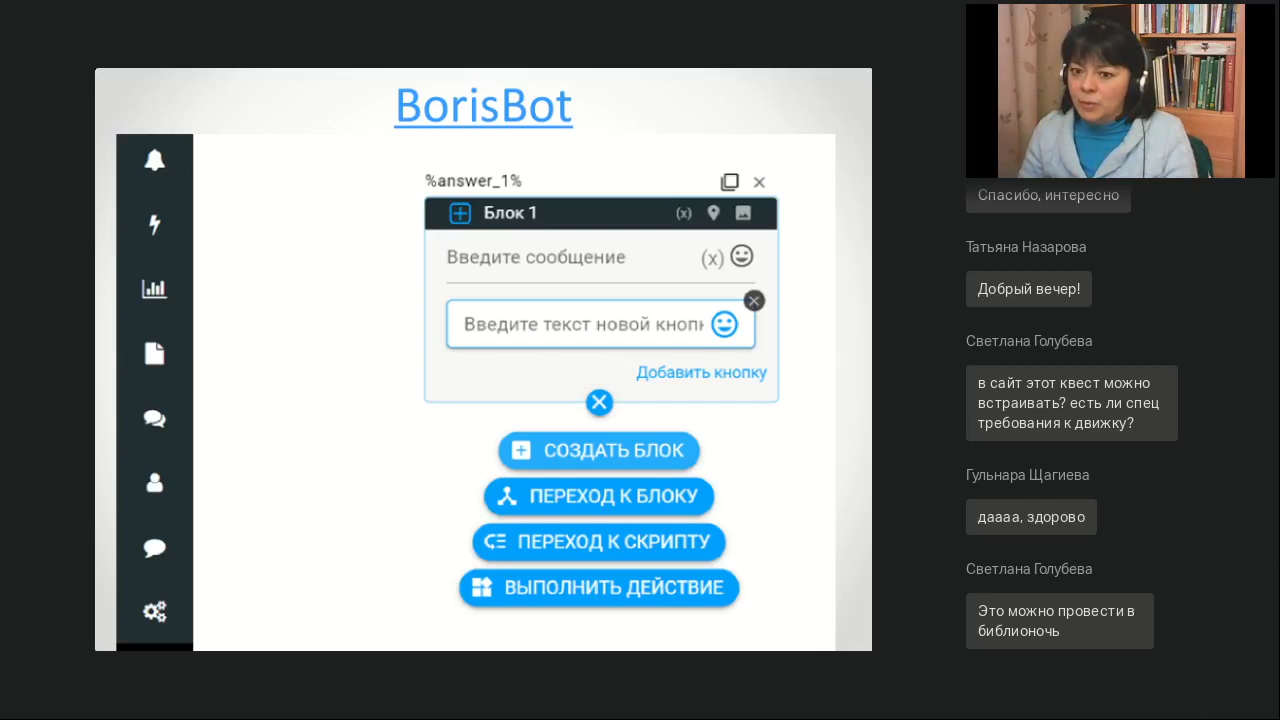 BorisBot
%answer_1%
Блок 1
(x)
Введите сообщение
(x)
Введите текст новой кнопк
Добавить кнопку
СОЗДАТЬ БЛОК
ПЕРЕХОД К БЛОКУ
ПЕРЕХОД К СКРИПТУ
ВЫПОЛНИТЬ ДЕЙСТВИЕ
Спасибо, интересно
Татьяна Назарова
Добрый вечер!
Светлана Голубева
в сайт этот квест можно
встраивать? есть ли спец
требования к движку?
Гульнара Щагиева
даааа, здорово
Светлана Голубева
Это можно провести в
библионочь